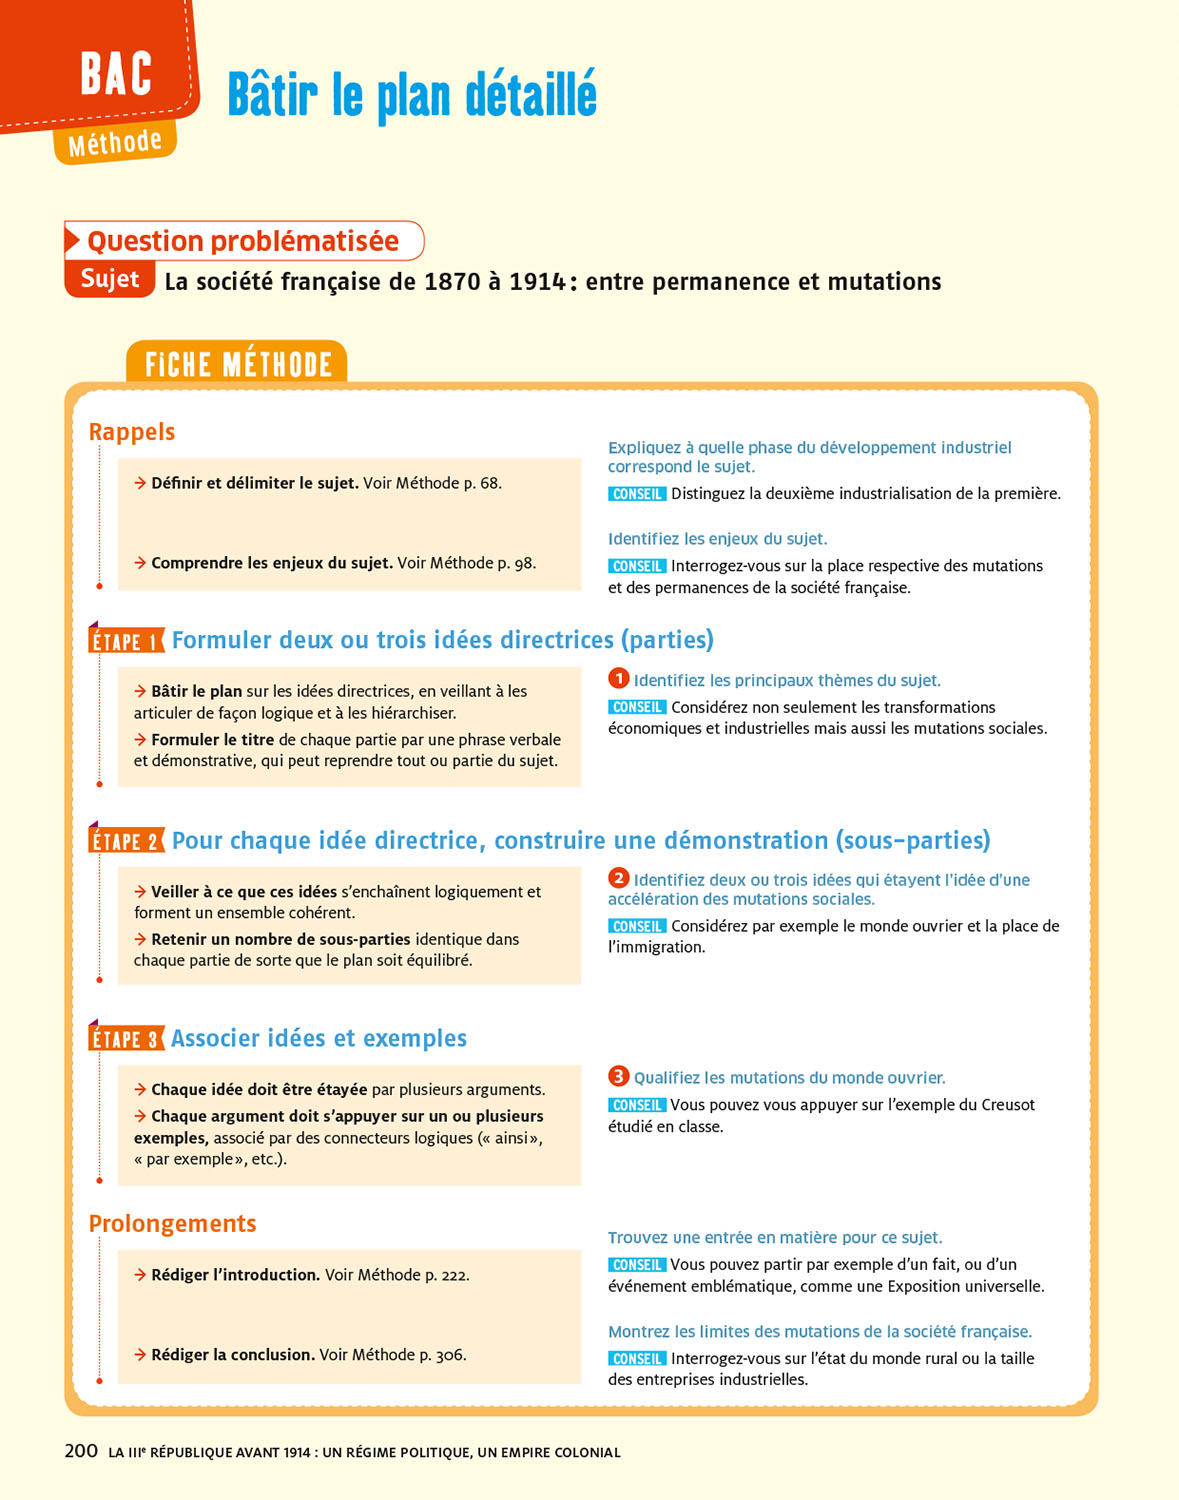 BAC
Méthode
Bâtir le plan détaillé
Question problématisée
Sujet La société française de 1870 à 1914 : entre permanence et mutations
FiCHE MÉTHODE
Rappels
→ Définir et délimiter le sujet. Voir Méthode p. 68.
→ Comprendre les enjeux du sujet. Voir Méthode p. 98.
Expliquez à quelle phase du développement industriel
correspond le sujet.
CONSEIL Distinguez la deuxième industrialisation de la première.
Identifiez les enjeux du sujet.
CONSEIL Interrogez-vous sur la place respective des mutations
et des permanences de la société française.
ÉTAPE 1 Formuler deux ou trois idées directrices (parties)
→ Bâtir le plan sur les idées directrices, en veillant à les
articuler de façon logique et à les hiérarchiser.
→ Formuler le titre de chaque partie par une phrase verbale
et démonstrative, qui peut reprendre tout ou partie du sujet.
1 Identifiez les principaux thèmes du sujet.
CONSEIL Considérez non seulement les transformations
économiques et industrielles mais aussi les mutations sociales.
ÉTAPE 2 Pour chaque idée directrice, construire une démonstration (sous-parties)
→ Veiller à ce que ces idées s'enchaînent logiquement et
forment un ensemble cohérent.
→ Retenir un nombre de sous-parties identique dans
chaque partie de sorte que le plan soit équilibré.
2 Identifiez deux ou trois idées qui étayent l'idée d'une
accélération des mutations sociales.
CONSEIL Considérez par exemple le monde ouvrier et la place de
l'immigration.
ÉTAPE 3 Associer idées et exemples
→ Chaque idée doit être étayée par plusieurs arguments.
→ Chaque argument doit s'appuyer sur un ou plusieurs
exemples, associé par des connecteurs logiques (« ainsi »,
« par exemple », etc.).
3 Qualifiez les mutations du monde ouvrier.
CONSEIL Vous pouvez vous appuyer sur l'exemple du Creusot
étudié en classe.
Prolongements
→ Rédiger l'introduction. Voir Méthode p. 222.
→ Rédiger la conclusion. Voir Méthode p. 306.
Trouvez une entrée en matière pour ce sujet.
CONSEIL Vous pouvez partir par exemple d'un fait, ou d'un
événement emblématique, comme une Exposition universelle.
Montrez les limites des mutations de la société française.
CONSEIL Interrogez-vous sur l'état du monde rural ou la taille
des entreprises industrielles.
200 LA IIIe RÉPUBLIQUE AVANT 1914 : UN RÉGIME POLITIQUE, UN EMPIRE COLONIAL